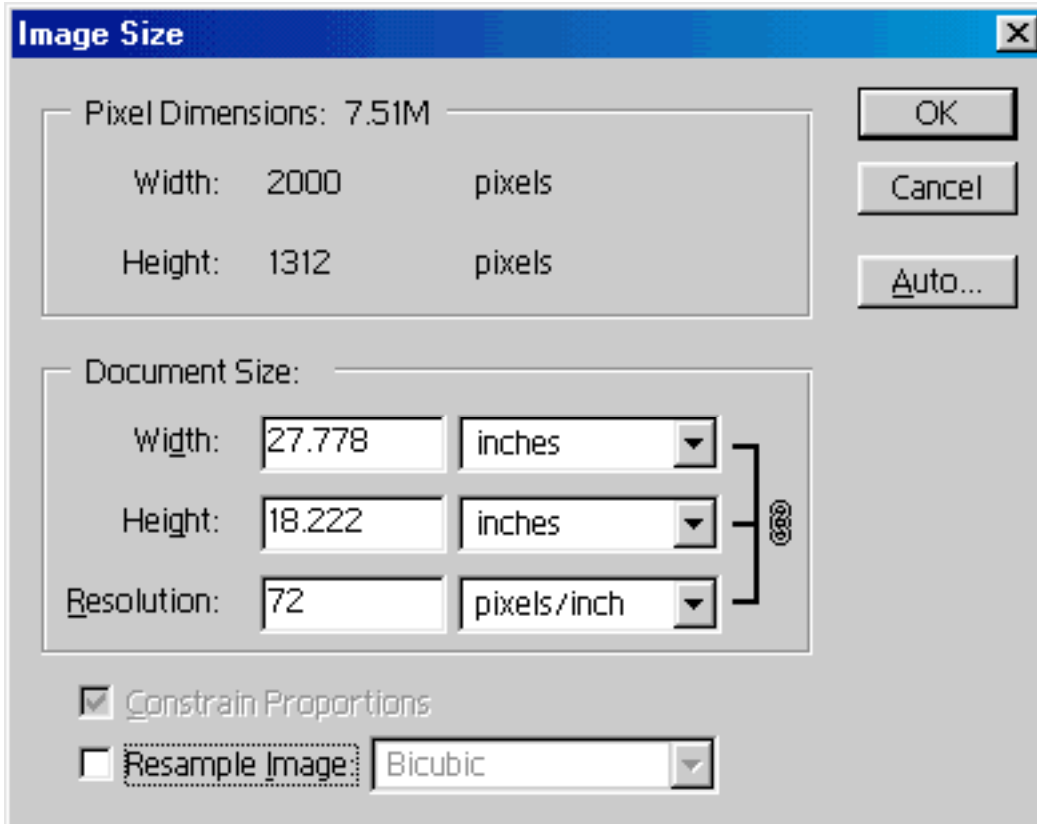 Image Size
Pixel Dimensions: 7.51M
Width: 2000 pixels
Height: 1312 pixels
OK
Cancel
Auto...
Document Size:
Width: 27.778 inches
Height: 18.222 inches
Resolution: 72 pixels/inch
Constrain Proportions
Resample Image: Bicubic